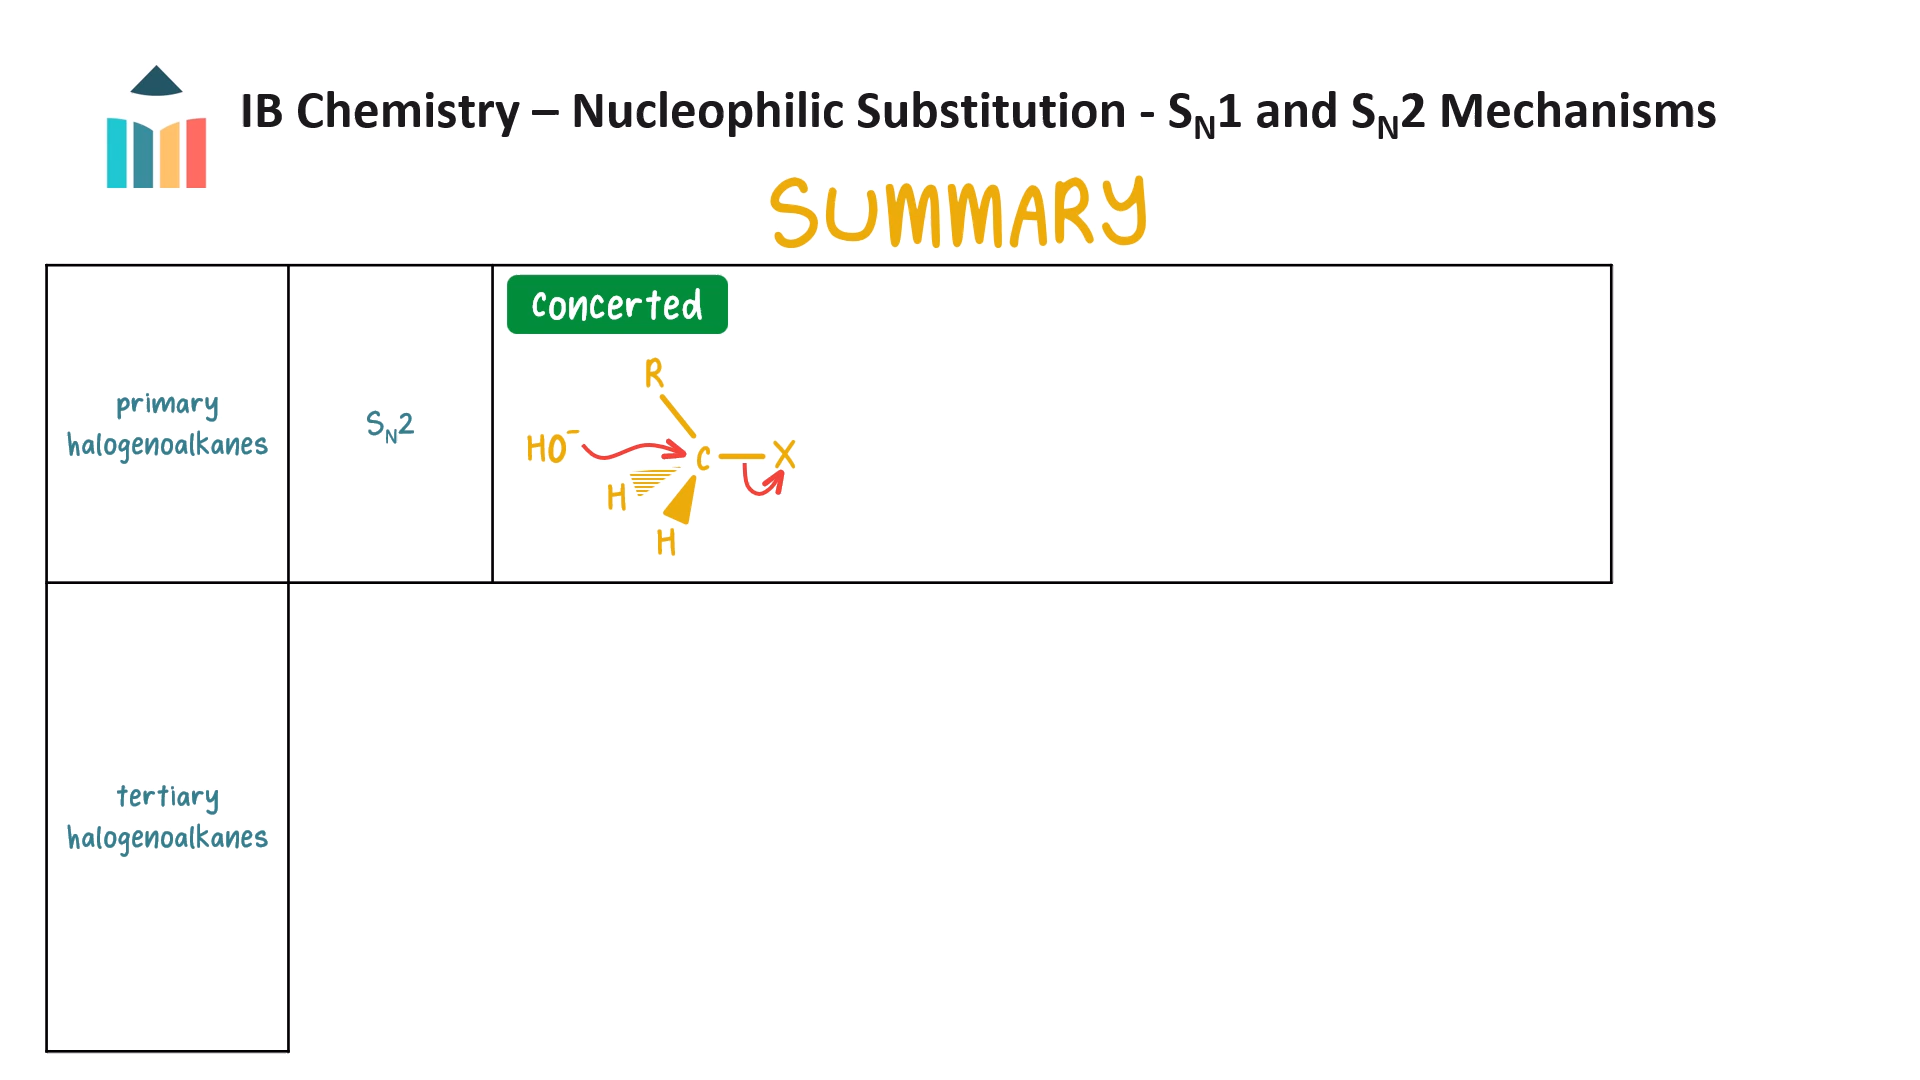 IB Chemistry – Nucleophilic Substitution - SN1 and SN2 Mechanisms
SUMMARY
primary
halogenoalkanes
SN2
Concerted
R
HO⁻
C
X
H
H
tertiary
halogenoalkanes